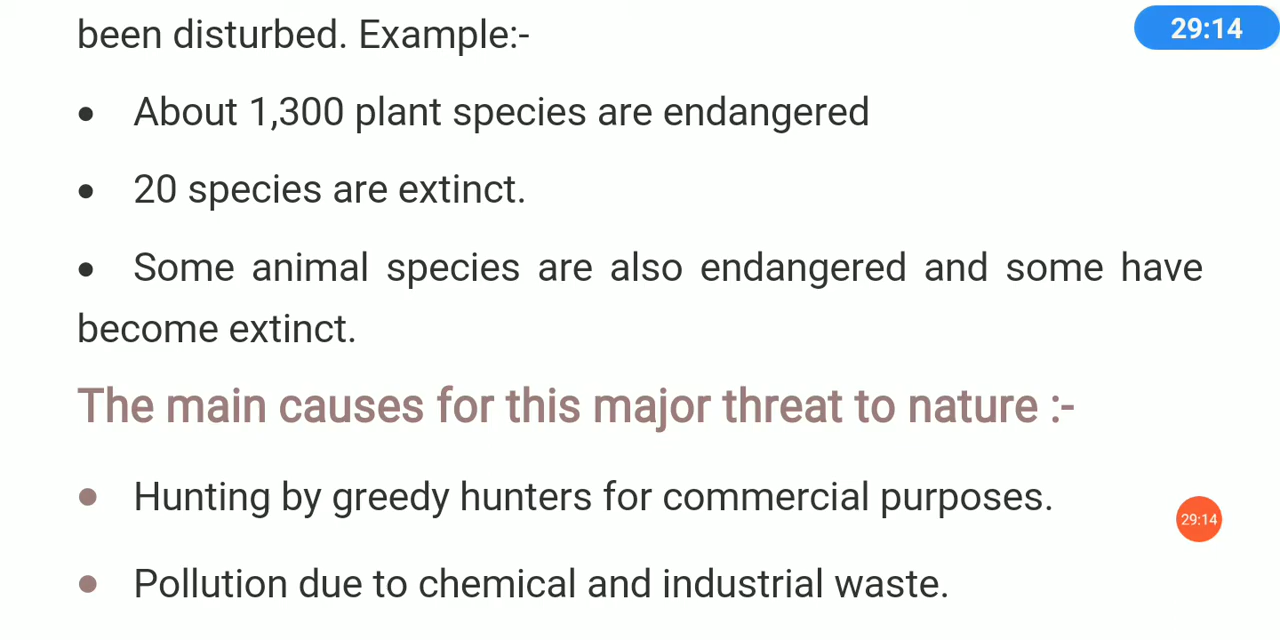 been disturbed. Example:-
29:14
• About 1,300 plant species are endangered
• 20 species are extinct.
• Some animal species are also endangered and some have
become extinct.
The main causes for this major threat to nature :-
• Hunting by greedy hunters for commercial purposes.
29:14
• Pollution due to chemical and industrial waste.